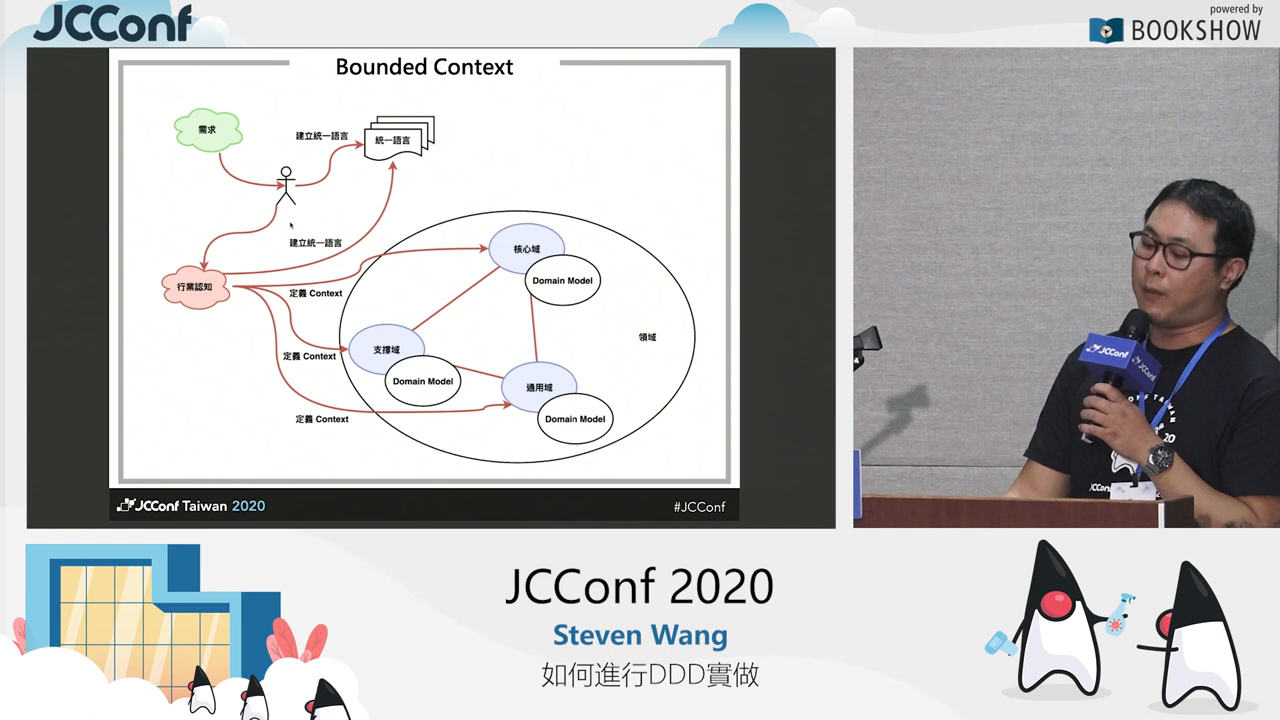 JCConf
powered by
BOOKSHOW
Bounded Context
需求
建立統一語言
統一語言
建立統一語言
行業認知
定義 Context
定義 Context
定義 Context
核心域
Domain Model
領域
支撐域
Domain Model
通用域
Domain Model
JCConf Taiwan 2020
#JCConf
JCConf
JCConf
JCConf 2020
Steven Wang
如何進行DDD實做